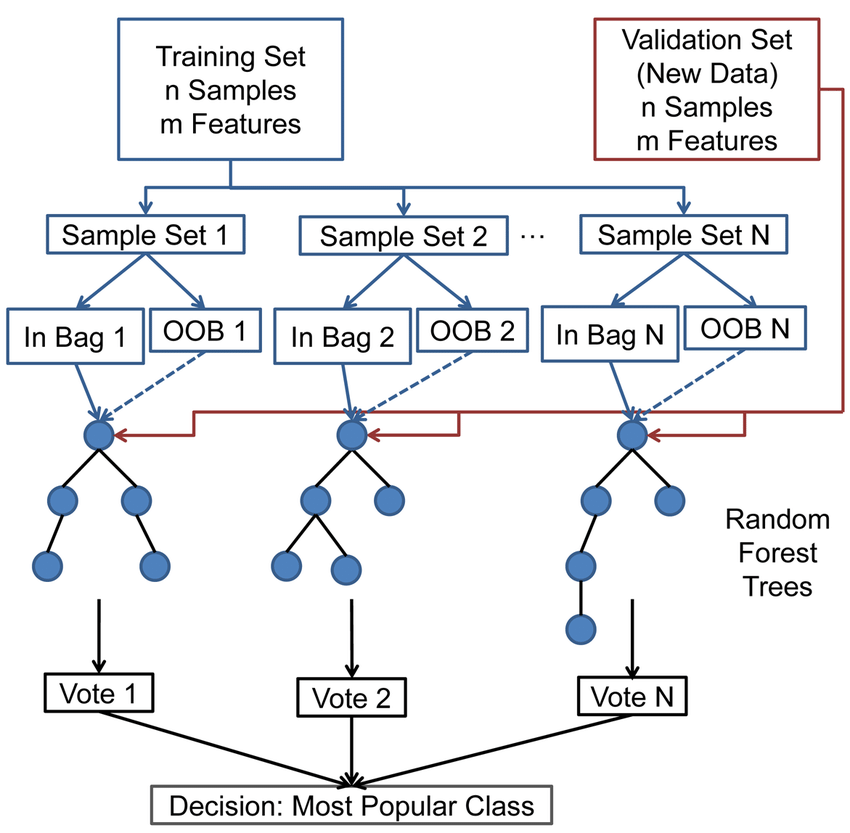 Training Set
n Samples
m Features
Validation Set
(New Data)
n Samples
m Features
Sample Set 1
Sample Set 2
...
Sample Set N
In Bag 1
OOB 1
In Bag 2
OOB 2
In Bag N
OOB N
Random
Forest
Trees
Vote 1
Vote 2
Vote N
Decision: Most Popular Class